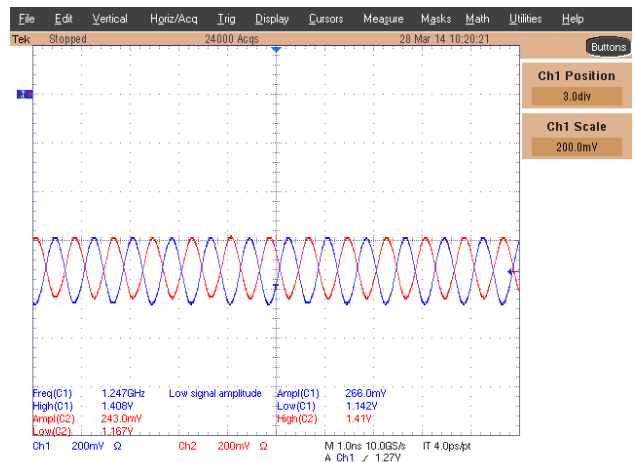 File Edit Vertical Horiz/Acq Trig Display Cursors Measure Masks Math Utilities Help
Tek Stopped 24000 Acqs 28 Mar 14 10:20:21
Buttons
Ch1 Position
3.0div
Ch1 Scale
200.0mV
Freq(C1) 1.247GHz Low signal amplitude Ampl(C1) 266.0mV
High(C1) 1.408V Low(C1) 1.142V
Ampl(C2) 243.0mV High(C2) 1.41V
Low(C2) 1.167V
Ch1 200mV Ω Ch2 200mV Ω M 1.0ns 10.0GS/s IT 4.0ps/pt
A Ch1 ∕ 1.27V